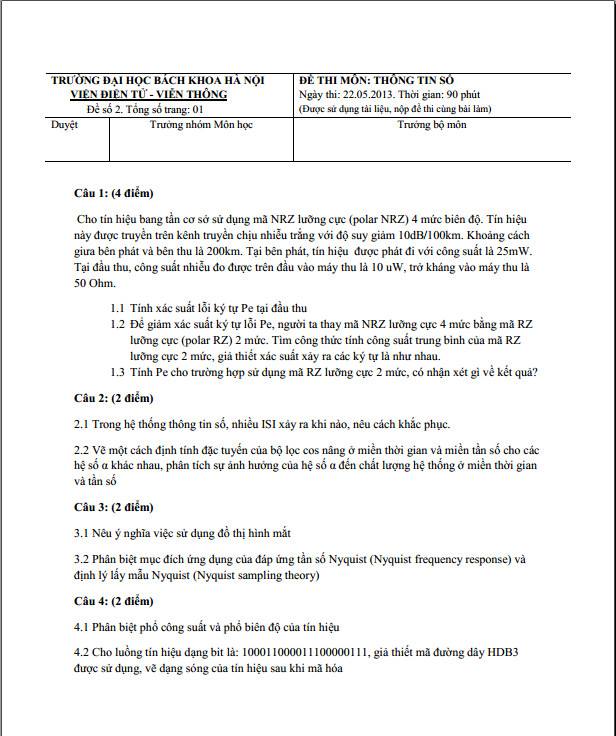 TRƯỜNG ĐẠI HỌC BÁCH KHOA HÀ NỘI
VIỆN ĐIỆN TỬ - VIỄN THÔNG
Đề số 2. Tổng số trang: 01
ĐỀ THI MÔN: THÔNG TIN SỐ
Ngày thi: 22.05.2013. Thời gian: 90 phút
(Được sử dụng tài liệu, nộp đề thi cùng bài làm)
Duyệt
Trưởng nhóm Môn học
Trưởng bộ môn
Câu 1: (4 điểm)
Cho tín hiệu bang tần cơ sở sử dụng mã NRZ lưỡng cực (polar NRZ) 4 mức biên độ. Tín hiệu
này được truyền trên kênh truyền chịu nhiễu trắng với độ suy giảm 10dB/100km. Khoảng cách
giưa bên phát và bên thu là 200km. Tại bên phát, tín hiệu được phát đi với công suất là 25mW.
Tại đầu thu, công suất nhiễu đo được trên đầu vào máy thu là 10 uW, trở kháng vào máy thu là
50 Ohm.
1.1 Tính xác suất lỗi ký tự Pe tại đầu thu
1.2 Để giảm xác suất ký tự lỗi Pe, người ta thay mã NRZ lưỡng cực 4 mức bằng mã RZ
lưỡng cực (polar RZ) 2 mức. Tìm công thức tính công suất trung bình của mã RZ
lưỡng cực 2 mức, giả thiết xác suất xảy ra các ký tự là như nhau.
1.3 Tính Pe cho trường hợp sử dụng mã RZ lưỡng cực 2 mức, có nhận xét gì về kết quả?
Câu 2: (2 điểm)
2.1 Trong hệ thống thông tin số, nhiễu ISI xảy ra khi nào, nêu cách khắc phục.
2.2 Vẽ một cách định tính đặc tuyến của bộ lọc cos nâng ở miền thời gian và miền tần số cho các
hệ số α khác nhau, phân tích sự ảnh hưởng của hệ số α đến chất lượng hệ thống ở miền thời gian
và tần số
Câu 3: (2 điểm)
3.1 Nêu ý nghĩa việc sử dụng đồ thị hình mắt
3.2 Phân biệt mục đích ứng dụng của đáp ứng tần số Nyquist (Nyquist frequency response) và
định lý lấy mẫu Nyquist (Nyquist sampling theory)
Câu 4: (2 điểm)
4.1 Phân biệt phổ công suất và phổ biên độ của tín hiệu
4.2 Cho luồng tín hiệu dạng bit là: 100011000011100000111, giả thiết mã đường dây HDB3
được sử dụng, vẽ dạng sóng của tín hiệu sau khi mã hóa